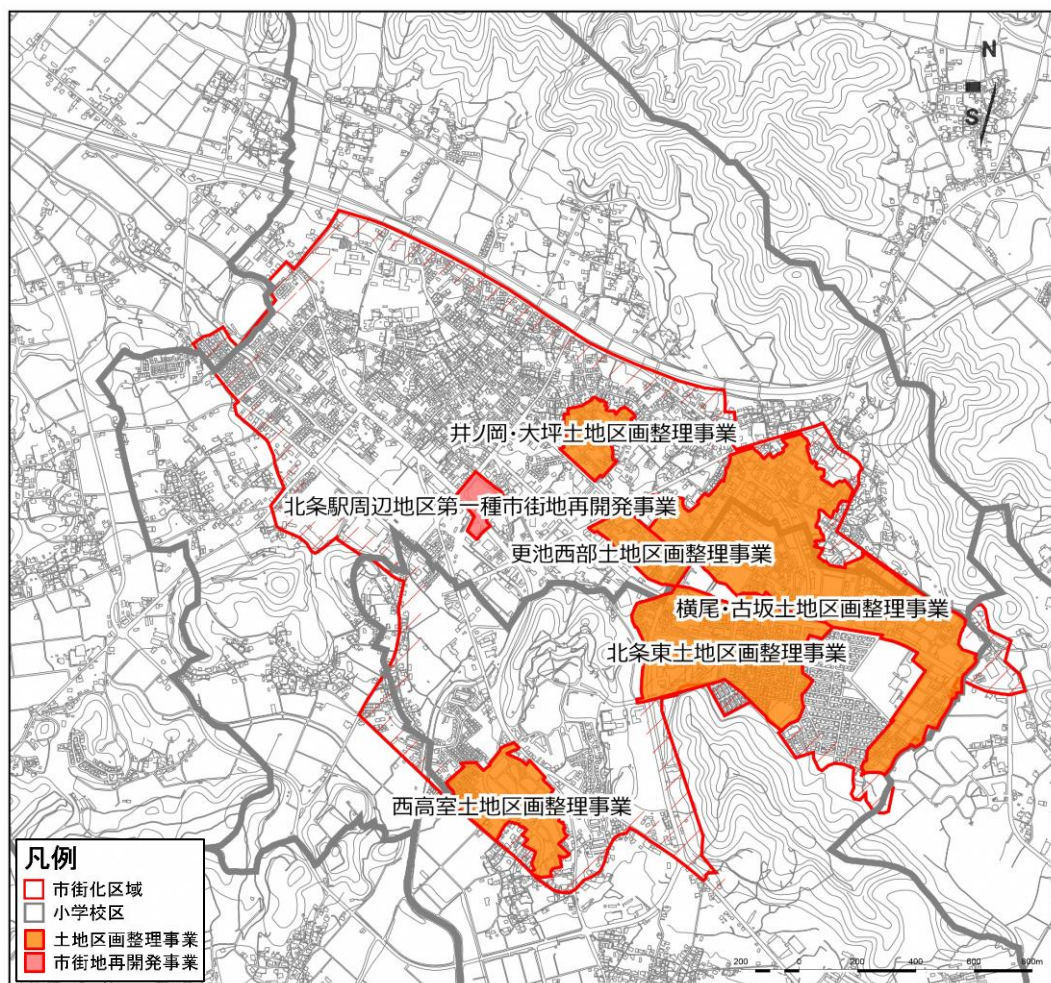 N
S
井ノ岡・大坪土地区画整理事業
北条駅周辺地区第一種市街地再開発事業
更池西部土地区画整理事業
横尾・古坂土地区画整理事業
北条東土地区画整理事業
西高室土地区画整理事業
凡例
市街化区域
小学校区
土地区画整理事業
市街地再開発事業
200 0 200 400 600 800m